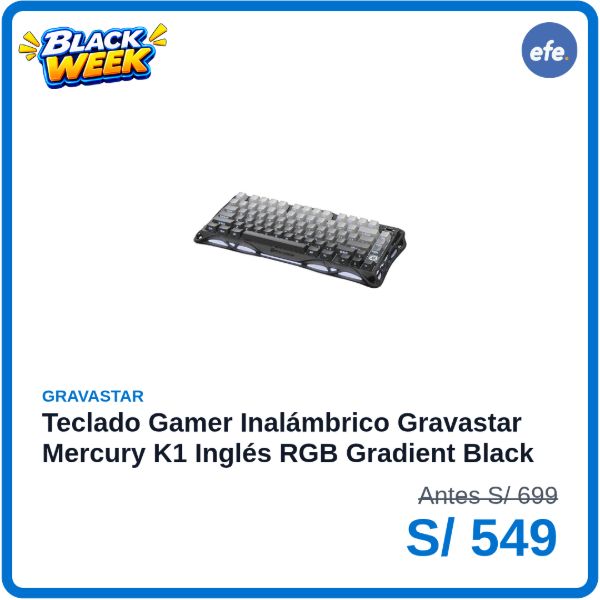 BLACK
WEEK
efe.
GRAVASTAR
Teclado Gamer Inalámbrico Gravastar
Mercury K1 Inglés RGB Gradient Black
Antes S/ 699
S/ 549